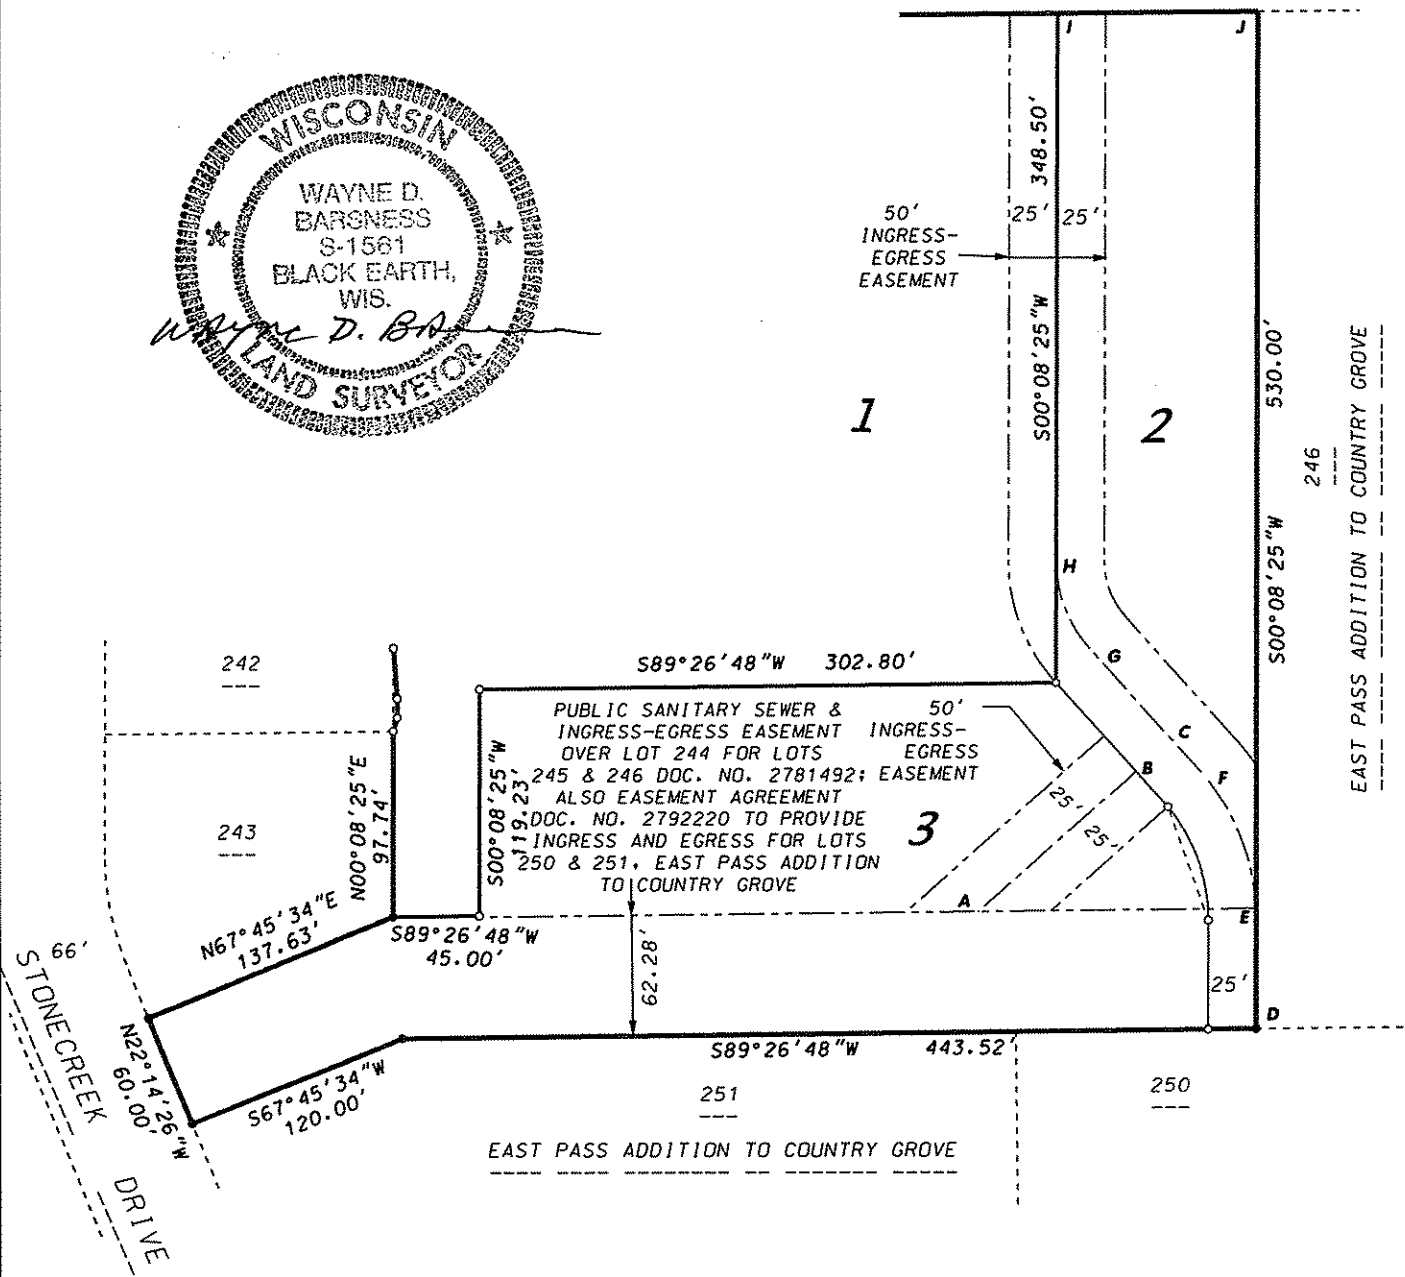 I
J
WISCONSIN
WAYNE D.
BARSNESS
S-1561
BLACK EARTH,
WIS.
Wayne D. Barsness
LAND SURVEYOR
348.50'
S00°08'25"W
25'
25'
50'
INGRESS-
EGRESS
EASEMENT
1
2
530.00'
S00°08'25"W
246
EAST PASS ADDITION TO COUNTRY GROVE
H
G
C
F
B
A
E
D
242
243
S89°26'48"W 302.80'
PUBLIC SANITARY SEWER &
INGRESS-EGRESS EASEMENT
OVER LOT 244 FOR LOTS
245 & 246 DOC. NO. 2781492;
ALSO EASEMENT AGREEMENT
DOC. NO. 2792220 TO PROVIDE
INGRESS AND EGRESS FOR LOTS
250 & 251, EAST PASS ADDITION
TO COUNTRY GROVE
50'
INGRESS-
EGRESS
EASEMENT
25'
25'
3
S00°08'25"W
119.23'
N00°08'25"E
97.74'
N67°45'34"E
137.63'
S89°26'48"W
45.00'
62.28'
25'
66'
STONECREEK DRIVE
N22°14'26"W
60.00'
S67°45'34"W
120.00'
S89°26'48"W 443.52'
251
250
EAST PASS ADDITION TO COUNTRY GROVE